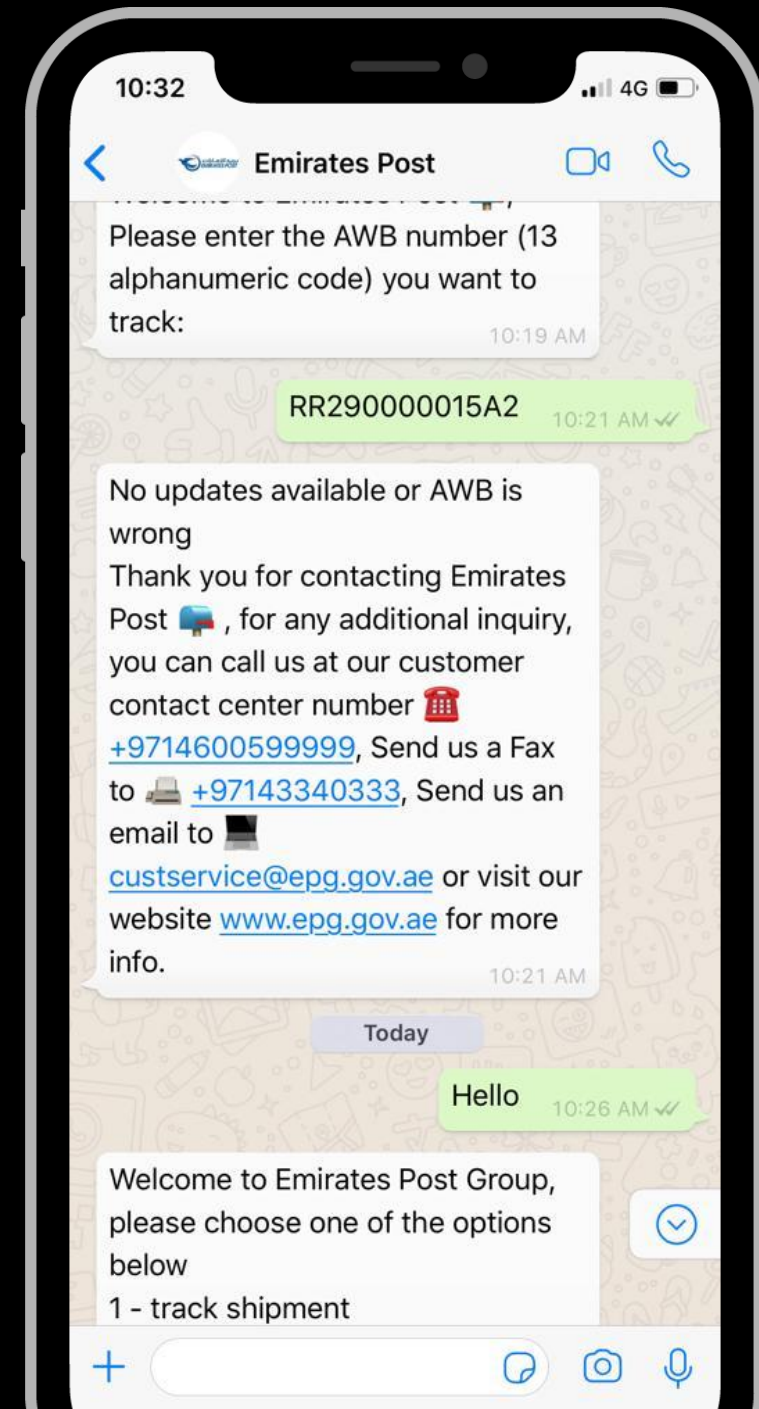 10:32
4G
Emirates Post
Please enter the AWB number (13
alphanumeric code) you want to
track:
10:19 AM
RR290000015A2
10:21 AM
No updates available or AWB is
wrong
Thank you for contacting Emirates
Post 📪 , for any additional inquiry,
you can call us at our customer
contact center number ☎️
+9714600599999, Send us a Fax
to 📠 +97143340333, Send us an
email to 💻
custservice@epg.gov.ae or visit our
website www.epg.gov.ae for more
info.
10:21 AM
Today
Hello
10:26 AM
Welcome to Emirates Post Group,
please choose one of the options
below
1 - track shipment